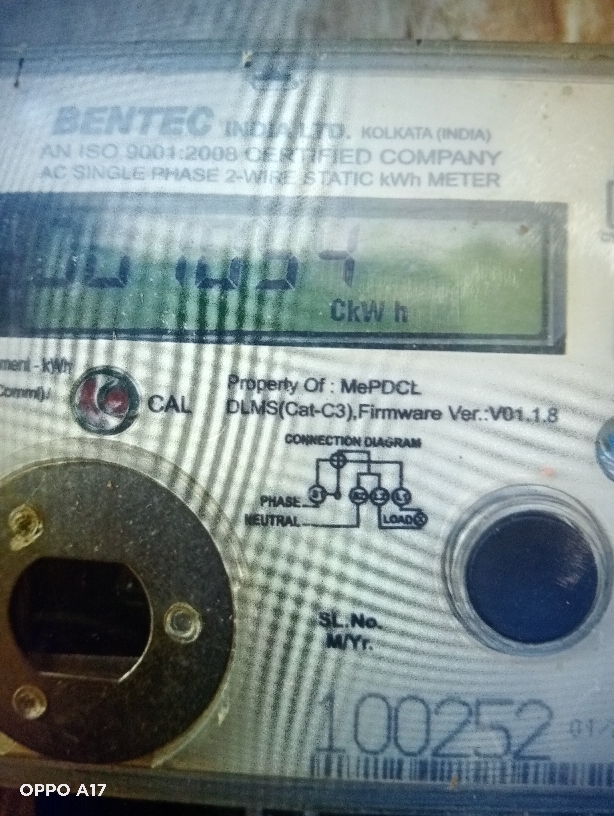 BENTEC INDIA LTD. KOLKATA (INDIA)
AN ISO 9001:2008 CERTIFIED COMPANY
AC SINGLE PHASE 2-WIRE STATIC kWh METER
CkW h
ment - kWh
CAL
Property Of : MePDCL
DLMS(Cat-C3),Firmware Ver.:V01.1.8
CONNECTION DIAGRAM
PHASE
NEUTRAL
LOAD
SL.No.
M/Yr.
100252
OPPO A17